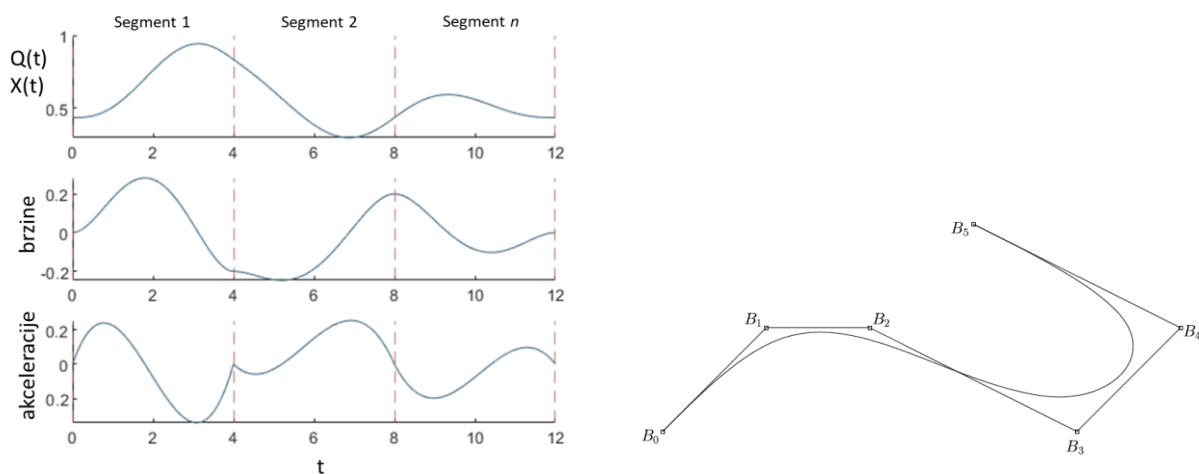 Segment 1 Segment 2 Segment n
1
Q(t)
X(t)
0.5
0 2 4 6 8 10 12
0.2
0
-0.2
brzine
0 2 4 6 8 10 12
0.2
0
0.2
akceleracije
0 2 4 6 8 10 12
t
B5
B1 B2
B4
B0 B3